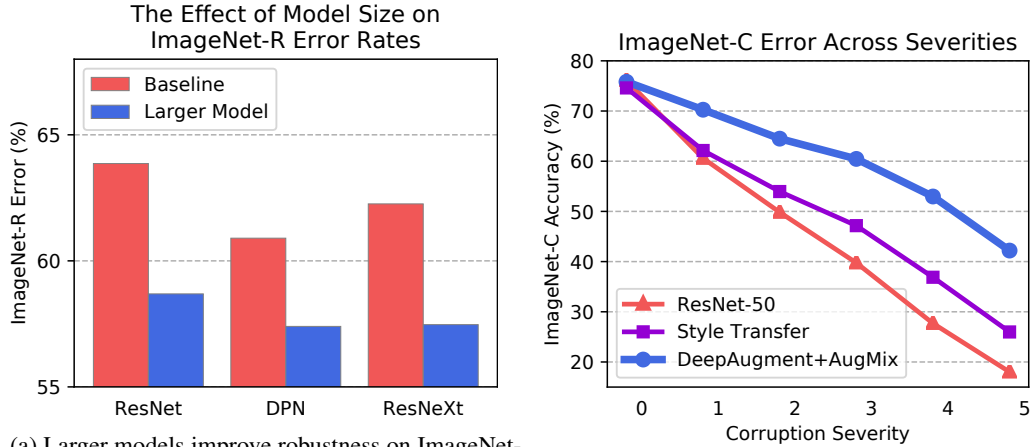 The Effect of Model Size on
ImageNet-R Error Rates
Baseline
Larger Model
ImageNet-R Error (%)
65
60
55
ResNet DPN ResNeXt
(a) Larger models improve robustness on ImageNet-
ImageNet-C Error Across Severities
ImageNet-C Accuracy (%)
80
70
60
50
40
30
20
ResNet-50
Style Transfer
DeepAugment+AugMix
0 1 2 3 4 5
Corruption Severity